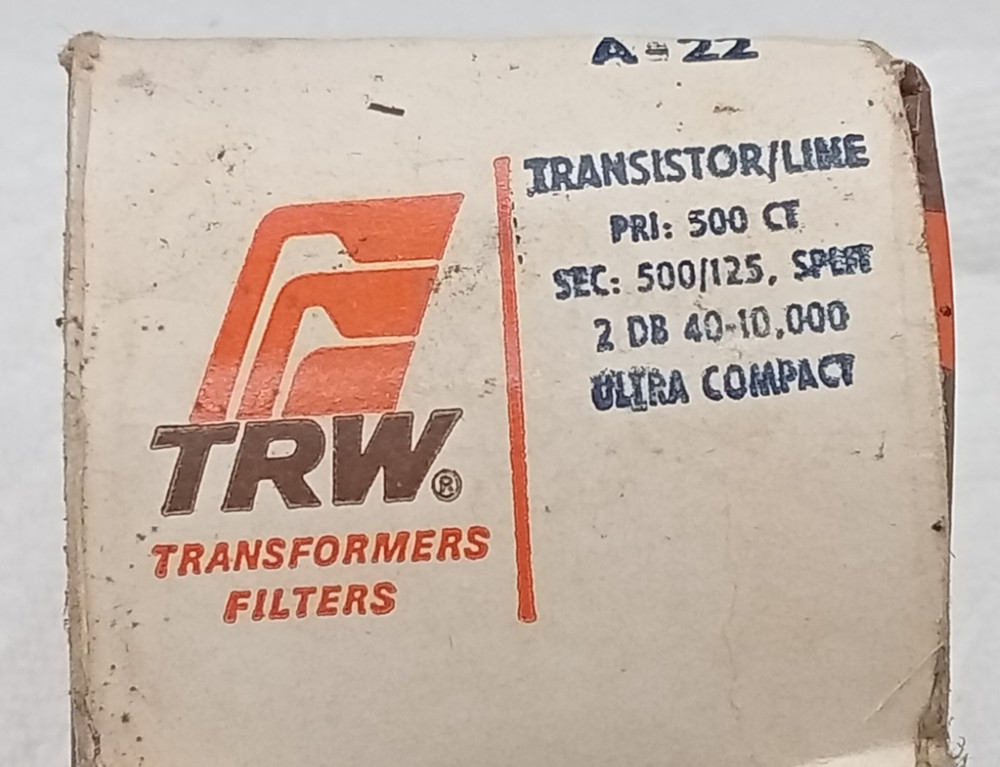 A-22
TRANSISTOR/LINE
PRI: 500 CT
SEC: 500/125, SPLIT
2 DB 40-10,000
ULTRA COMPACT
TRW®
TRANSFORMERS
FILTERS